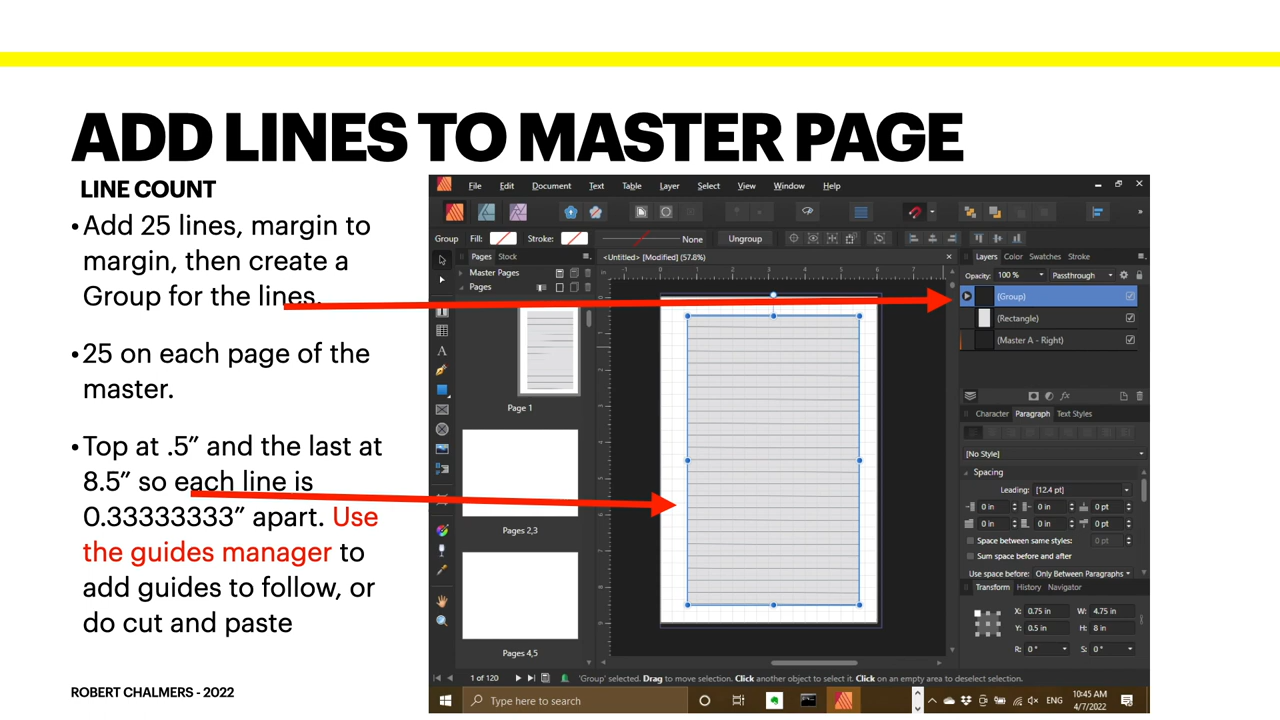 ADD LINES TO MASTER PAGE
LINE COUNT
•Add 25 lines, margin to
margin, then create a
Group for the lines.
•25 on each page of the
master.
•Top at .5” and the last at
8.5” so each line is
0.33333333” apart. Use
the guides manager to
add guides to follow, or
do cut and paste
ROBERT CHALMERS - 2022
File Edit Document Text Table Layer Select View Window Help
Group Fill: Stroke: None Ungroup
Pages Stock
<Untitled> [Modified] (57.8%)
Master Pages
Pages
Page 1
Pages 2,3
Pages 4,5
Layers Color Swatches Stroke
Opacity: 100 % Passthrough
(Group)
(Rectangle)
(Master A - Right)
Character Paragraph Text Styles
[No Style]
Spacing
Leading: [12.4 pt]
0 in 0 in 0 pt
0 in 0 in 0 pt
Space between same styles: 0 pt
Sum space before and after
Use space before: Only Between Paragraphs
Transform History Navigator
X: 0.75 in W: 4.75 in
Y: 0.5 in H: 8 in
R: 0 ° S: 0 °
1 of 120
'Group' selected. Drag to move selection. Click another object to select it. Click on an empty area to deselect selection.
Type here to search
ENG
10:45 AM
4/7/2022